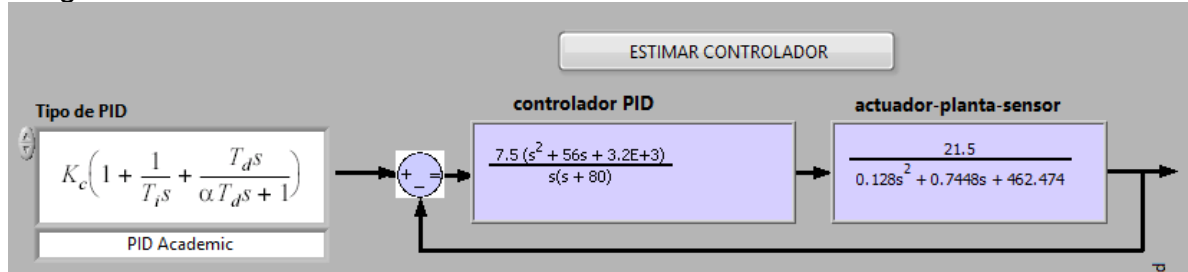 ESTIMAR CONTROLADOR
Tipo de PID
controlador PID
actuador-planta-sensor
K_c(1 + 1/(T_i s) + T_d s/(αT_d s + 1))
PID Academic
+
-
=
7.5 (s^2 + 56s + 3.2E+3)
s(s + 80)
21.5
0.128s^2 + 0.7448s + 462.474